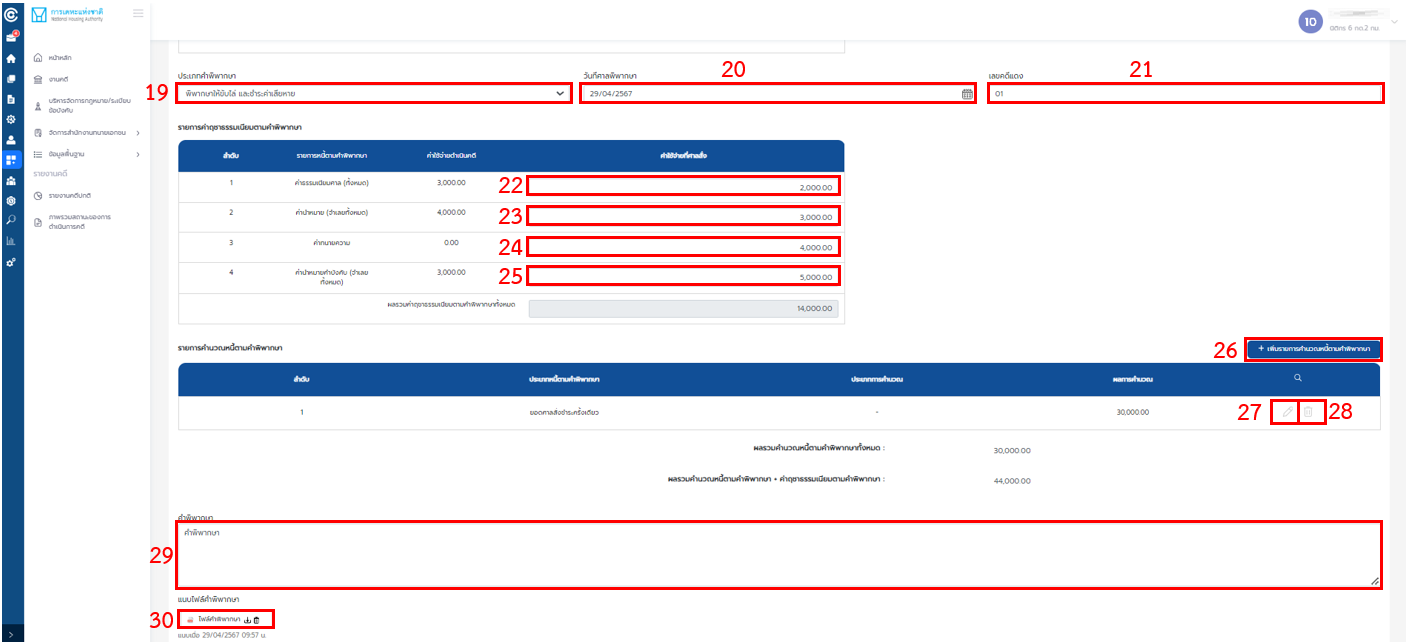 การเคหะแห่งชาติ
National Housing Authority
10
นิติกร 6 กด.2 กม.
หน้าหลัก
งานคดี
บริหารจัดการกฎหมาย/ระเบียบ
ข้อบังคับ
จัดการสำนักงานทนายเอกชน
ข้อมูลพื้นฐาน
รายงานคดี
รายงานคดีปกติ
ภาพรวมสถานะของการ
ดำเนินการคดี
20
21
ประเภทคำพิพากษา วันที่ศาลพิพากษา เลขคดีแดง
19 พิพากษาให้ขับไล่ และชำระค่าเสียหาย 29/04/2567 01
รายการค่าฤชาธรรมเนียมตามคำพิพากษา
ลำดับ รายการหนี้ตามคำพิพากษา ค่าใช้จ่ายดำเนินคดี ค่าใช้จ่ายที่ศาลสั่ง
1 ค่าธรรมเนียมศาล (ทั้งหมด) 3,000.00 22 2,000.00
2 ค่านำหมาย (จำเลยทั้งหมด) 4,000.00 23 3,000.00
3 ค่าทนายความ 0.00 24 4,000.00
4 ค่านำหมายคำบังคับ (จำเลย
ทั้งหมด) 3,000.00 25 5,000.00
ผลรวมค่าฤชาธรรมเนียมตามคำพิพากษาทั้งหมด 14,000.00
รายการคำนวณหนี้ตามคำพิพากษา 26 + เพิ่มรายการคำนวณหนี้ตามคำพิพากษา
ลำดับ ประเภทหนี้ตามคำพิพากษา ประเภทการคำนวณ ผลการคำนวณ
1 ยอดศาลสั่งชำระครั้งเดียว - 30,000.00 27 28
ผลรวมคำนวณหนี้ตามคำพิพากษาทั้งหมด : 30,000.00
ผลรวมคำนวณหนี้ตามคำพิพากษา + ค่าฤชาธรรมเนียมตามคำพิพากษา : 44,000.00
คำพิพากษา
คำพิพากษา
29
แนบไฟล์คำพิพากษา
30 ไฟล์คำพิพากษา
แนบเมื่อ 29/04/2567 09:57 น.